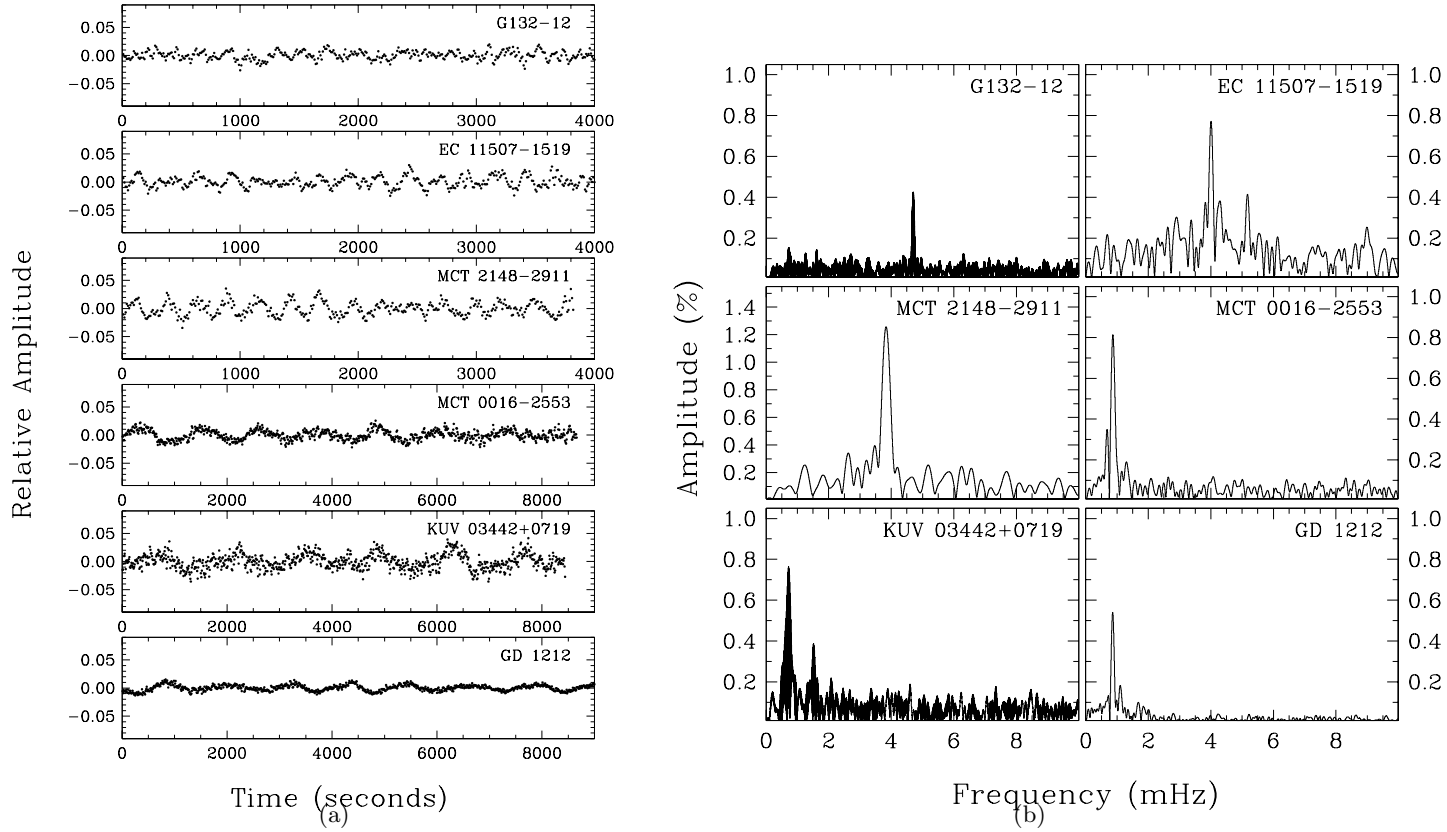 Relative Amplitude
G132-12
0.05
0.00
-0.05
0 1000 2000 3000 4000
EC 11507-1519
0.05
0.00
-0.05
0 1000 2000 3000 4000
MCT 2148-2911
0.05
0.00
-0.05
0 1000 2000 3000 4000
MCT 0016-2553
0.05
0.00
-0.05
0 2000 4000 6000 8000
KUV 03442+0719
0.05
0.00
-0.05
0 2000 4000 6000 8000
GD 1212
0.05
0.00
-0.05
0 2000 4000 6000 8000
Time (seconds)
(a)
Amplitude (%)
G132-12
1.0
0.8
0.6
0.4
0.2
EC 11507-1519
1.0
0.8
0.6
0.4
0.2
MCT 2148-2911
1.4
1.2
1.0
0.8
0.6
0.4
0.2
MCT 0016-2553
1.0
0.8
0.6
0.4
0.2
KUV 03442+0719
1.0
0.8
0.6
0.4
0.2
0 2 4 6 8
GD 1212
1.0
0.8
0.6
0.4
0.2
0 2 4 6 8
Frequency (mHz)
(b)